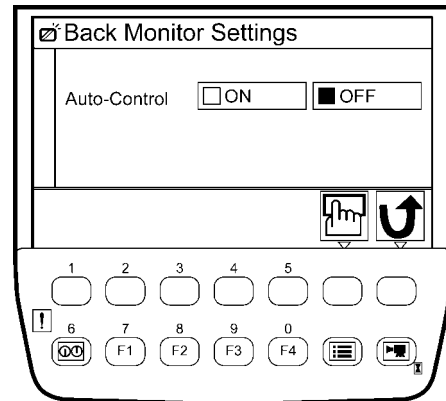 Back Monitor Settings
Auto-Control ON OFF
1 2 3 4 5
!
6 7 8 9 0
F1 F2 F3 F4